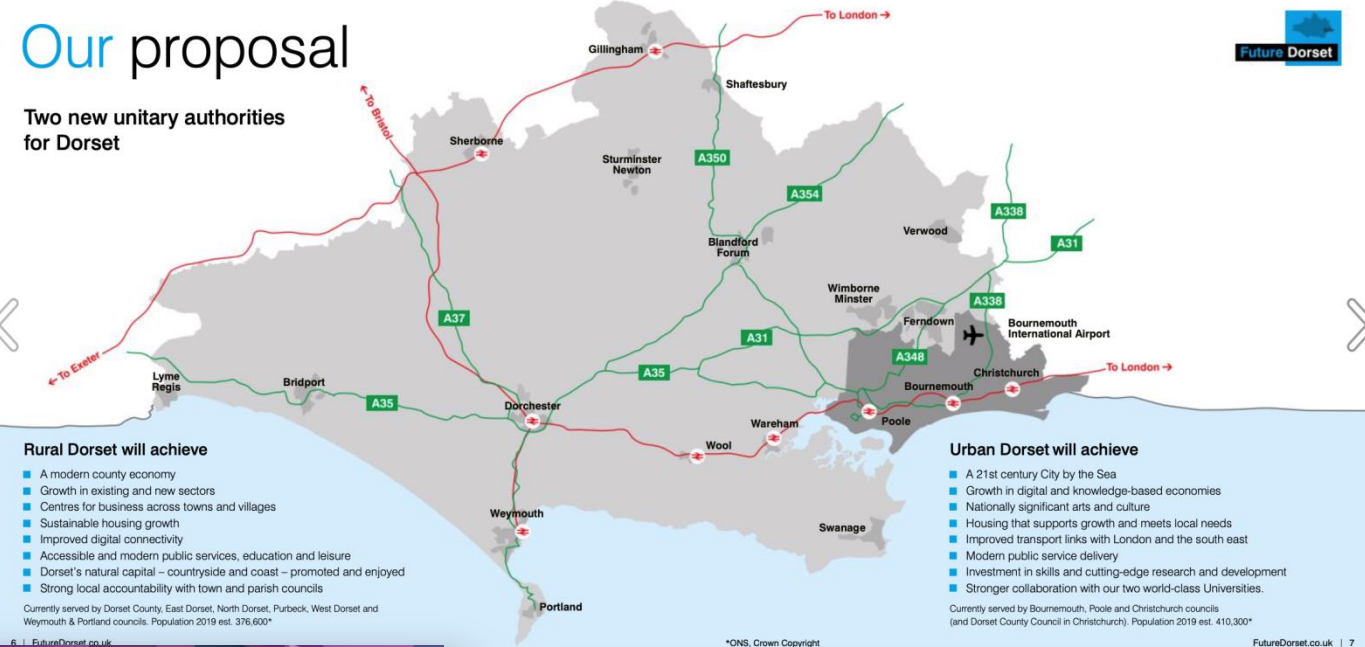 Our proposal
Two new unitary authorities
for Dorset
Future Dorset
To London →
← To Bristol
← To Exeter
To London →
Gillingham
Shaftesbury
Sherborne
Sturminster
Newton
A350
A354
A338
A31
Verwood
Blandford
Forum
Wimborne
Minster
A338
Ferndown
Bournemouth
International Airport
A37
A31
A348
A35
Christchurch
Bournemouth
Lyme
Regis
Bridport
A35
Dorchester
Poole
Wareham
Wool
Weymouth
Swanage
Portland
Rural Dorset will achieve
A modern county economy
Growth in existing and new sectors
Centres for business across towns and villages
Sustainable housing growth
Improved digital connectivity
Accessible and modern public services, education and leisure
Dorset's natural capital – countryside and coast – promoted and enjoyed
Strong local accountability with town and parish councils
Currently served by Dorset County, East Dorset, North Dorset, Purbeck, West Dorset and
Weymouth & Portland councils. Population 2019 est. 376,600*
6 | FutureDorset.co.uk
Urban Dorset will achieve
A 21st century City by the Sea
Growth in digital and knowledge-based economies
Nationally significant arts and culture
Housing that supports growth and meets local needs
Improved transport links with London and the south east
Modern public service delivery
Investment in skills and cutting-edge research and development
Stronger collaboration with our two world-class Universities.
Currently served by Bournemouth, Poole and Christchurch councils
(and Dorset County Council in Christchurch). Population 2019 est. 410,300*
*ONS, Crown Copyright
FutureDorset.co.uk | 7